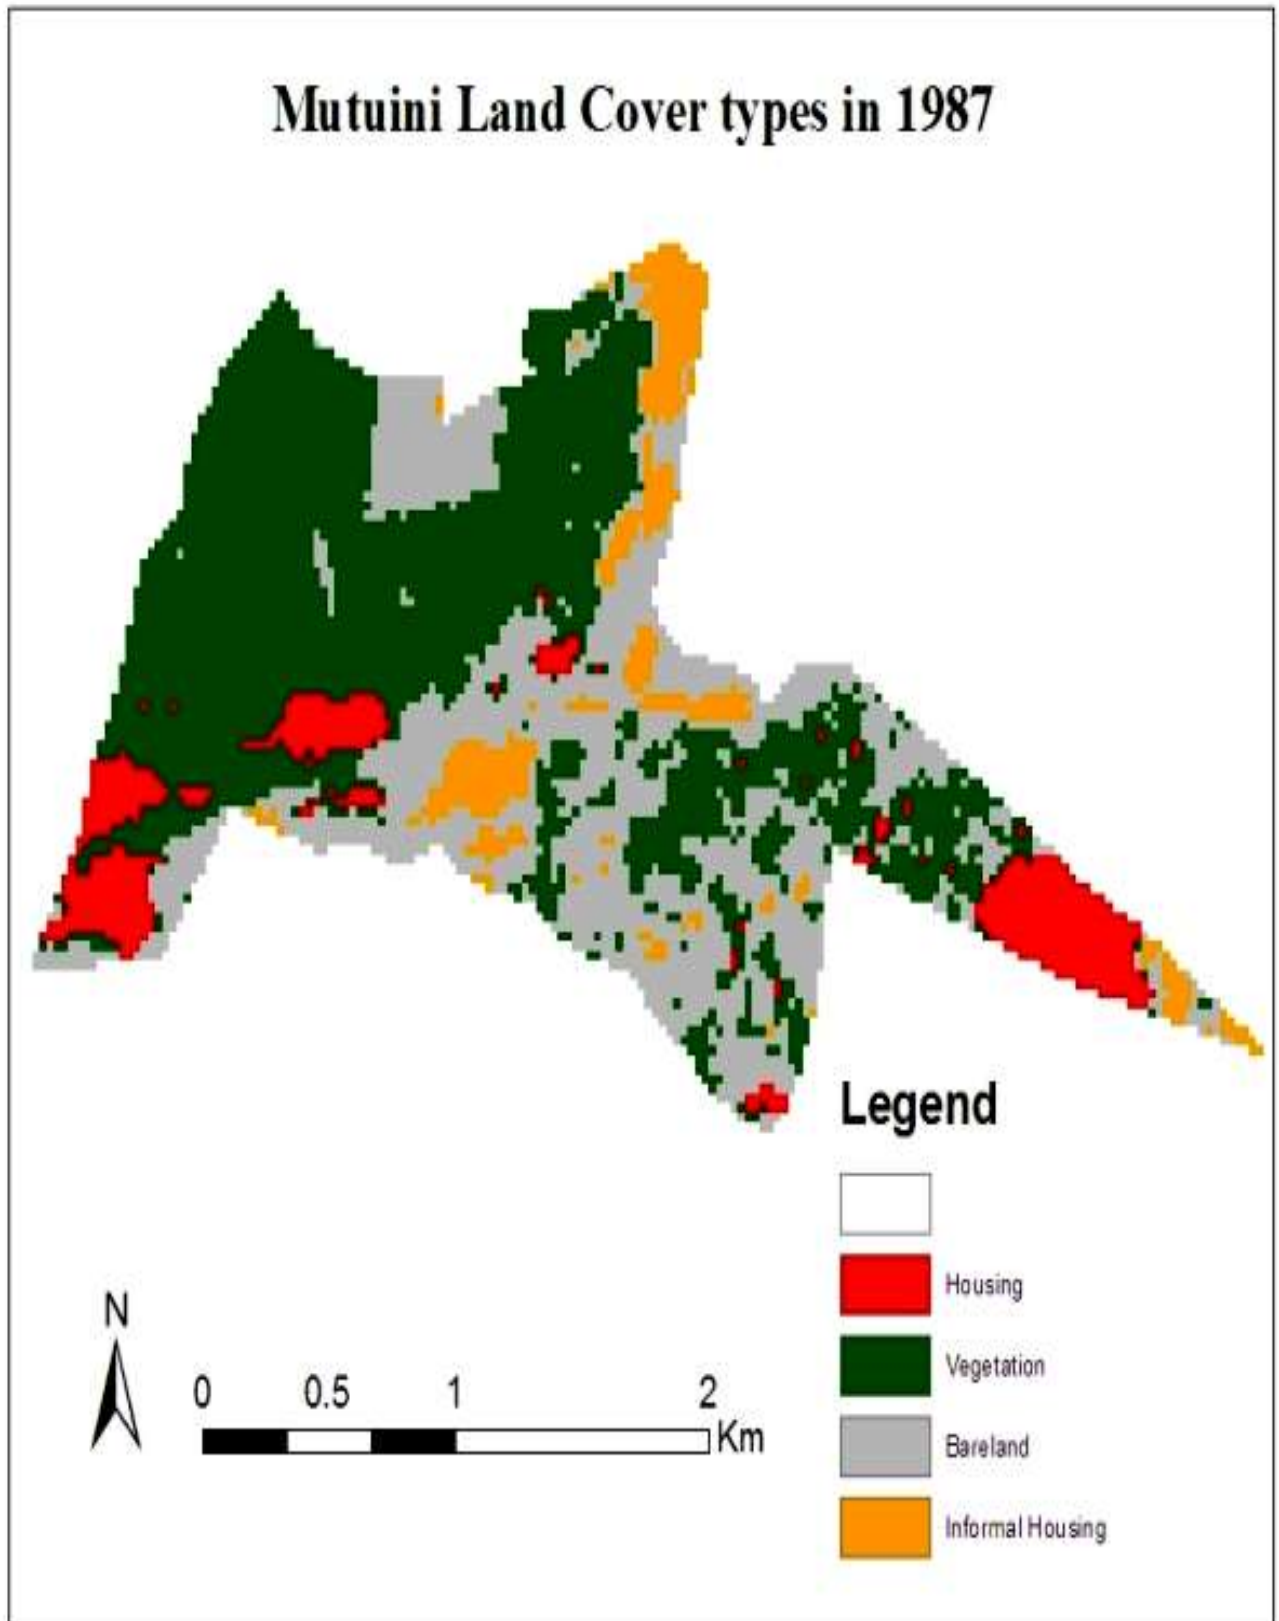 Mutuini Land Cover types in 1987
Legend
Housing
Vegetation
Bareland
Informal Housing
N
0 0.5 1 2
Km